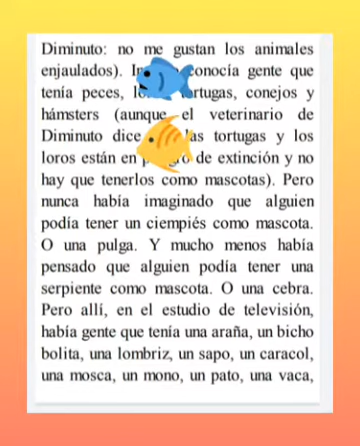 Diminuto: no me gustan los animales
enjaulados). conocía gente que
tenía peces, tortugas, conejos y
hámsters (aunque el veterinario de
Diminuto dice las tortugas y los
loros están en de extinción y no
hay que tenerlos como mascotas). Pero
nunca había imaginado que alguien
podía tener un ciempiés como mascota.
O una pulga. Y mucho menos había
pensado que alguien podía tener una
serpiente como mascota. O una cebra.
Pero allí, en el estudio de televisión,
había gente que tenía una araña, un bicho
bolita, una lombriz, un sapo, un caracol,
una mosca, un mono, un pato, una vaca,